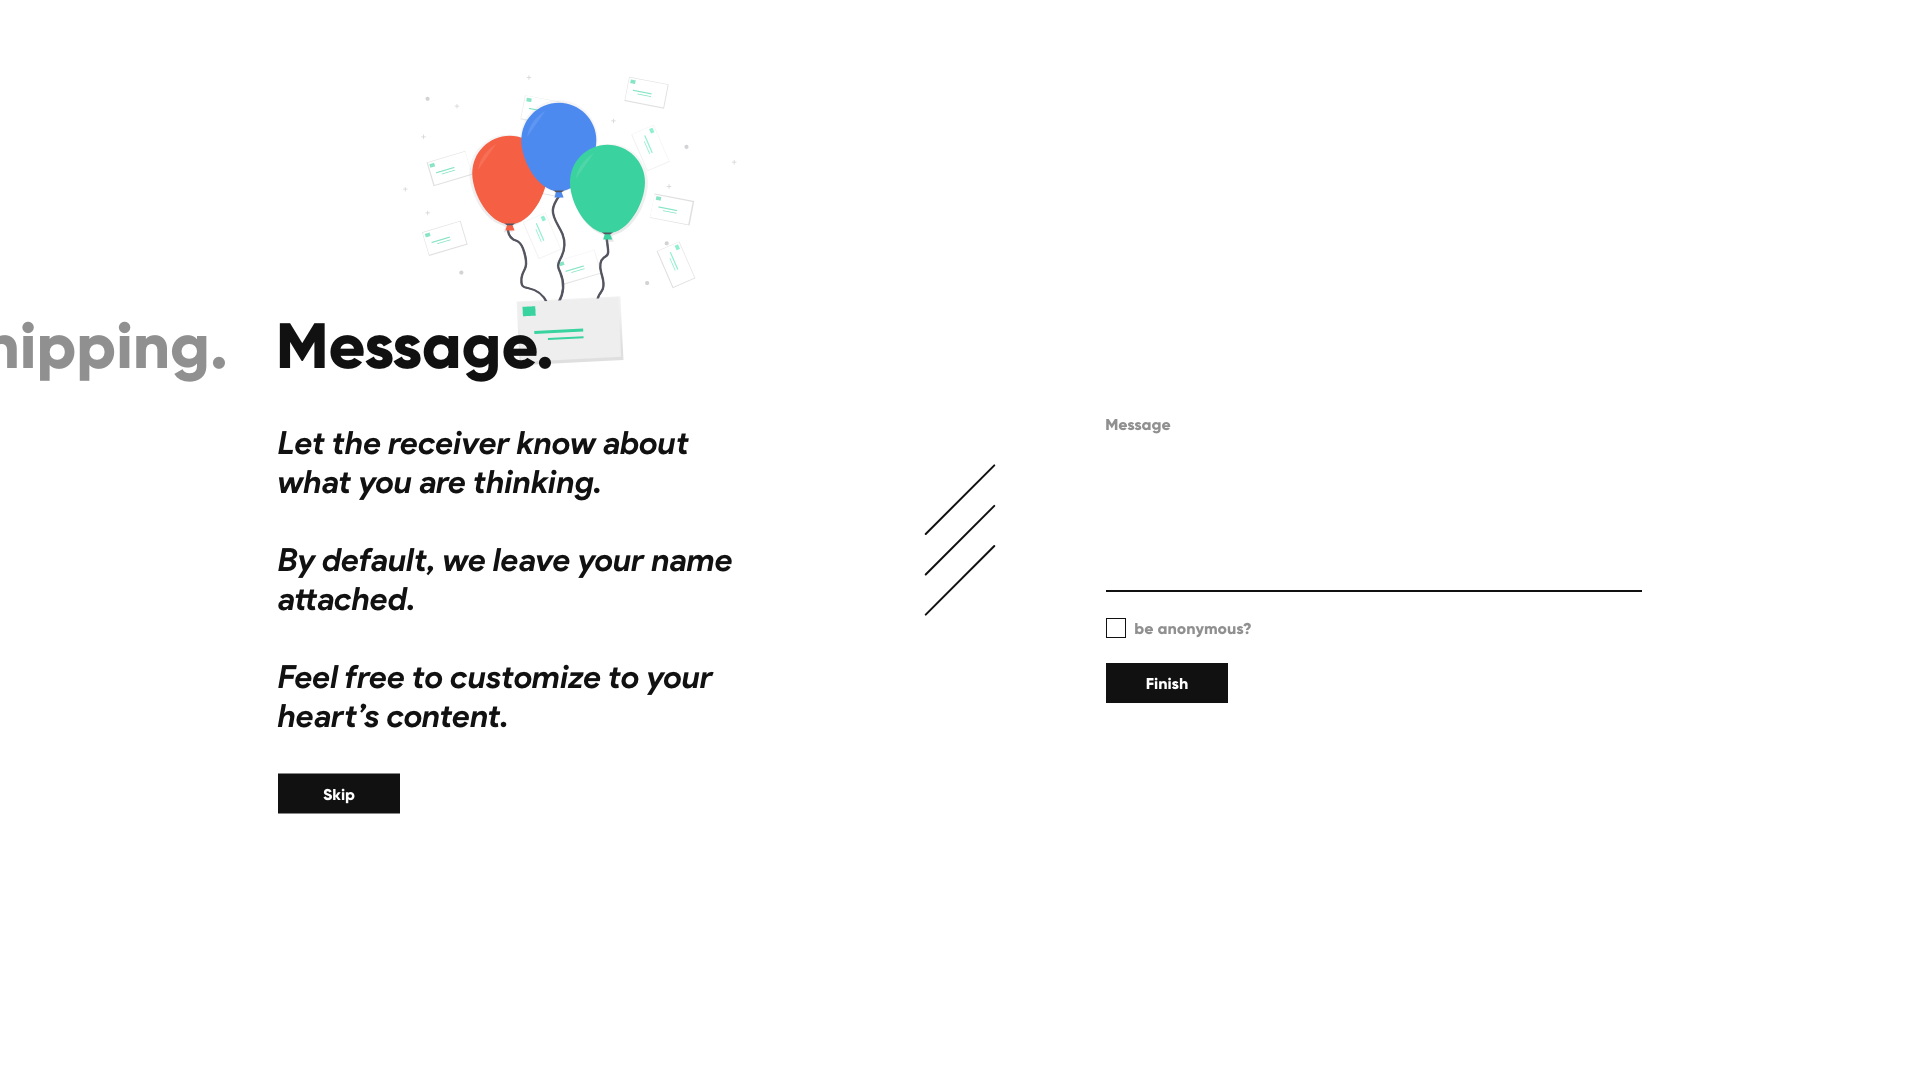 hipping. Message.
Let the receiver know about
what you are thinking.
By default, we leave your name
attached.
Feel free to customize to your
heart’s content.
Skip
Message
be anonymous?
Finish